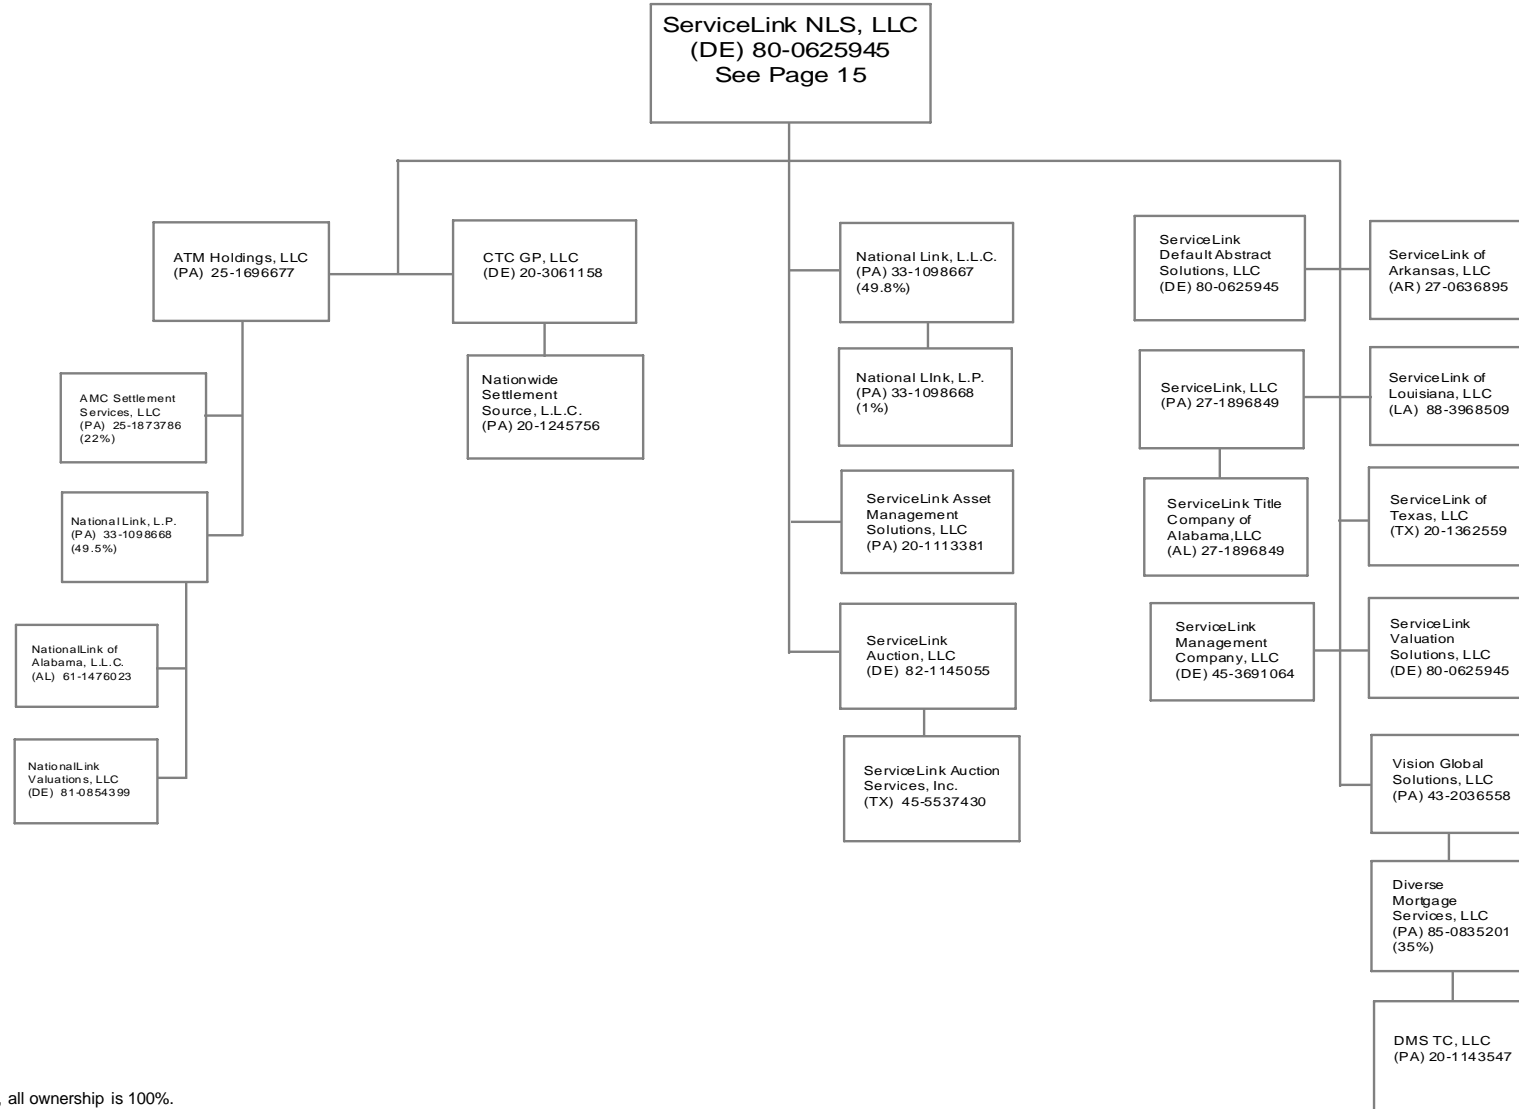 ServiceLink NLS, LLC
(DE) 80-0625945
See Page 15
ATM Holdings, LLC
(PA) 25-1696677
CTC GP, LLC
(DE) 20-3061158
National Link, L.L.C.
(PA) 33-1098667
(49.8%)
ServiceLink
Default Abstract
Solutions, LLC
(DE) 80-0625945
ServiceLink of
Arkansas, LLC
(AR) 27-0636895
AMC Settlement
Services, LLC
(PA) 25-1873786
(22%)
Nationwide
Settlement
Source, L.L.C.
(PA) 20-1245756
National LInk, L.P.
(PA) 33-1098668
(1%)
ServiceLink, LLC
(PA) 27-1896849
ServiceLink of
Louisiana, LLC
(LA) 88-3968509
National Link, L.P.
(PA) 33-1098668
(49.5%)
ServiceLink Asset
Management
Solutions, LLC
(PA) 20-1113381
ServiceLink Title
Company of
Alabama,LLC
(AL) 27-1896849
ServiceLink of
Texas, LLC
(TX) 20-1362559
NationalLink of
Alabama, L.L.C.
(AL) 61-1476023
ServiceLink
Auction, LLC
(DE) 82-1145055
ServiceLink
Management
Company, LLC
(DE) 45-3691064
ServiceLink
Valuation
Solutions, LLC
(DE) 80-0625945
NationalLink
Valuations, LLC
(DE) 81-0854399
ServiceLink Auction
Services, Inc.
(TX) 45-5537430
Vision Global
Solutions, LLC
(PA) 43-2036558
Diverse
Mortgage
Services, LLC
(PA) 85-0835201
(35%)
DMS TC, LLC
(PA) 20-1143547
, all ownership is 100%.